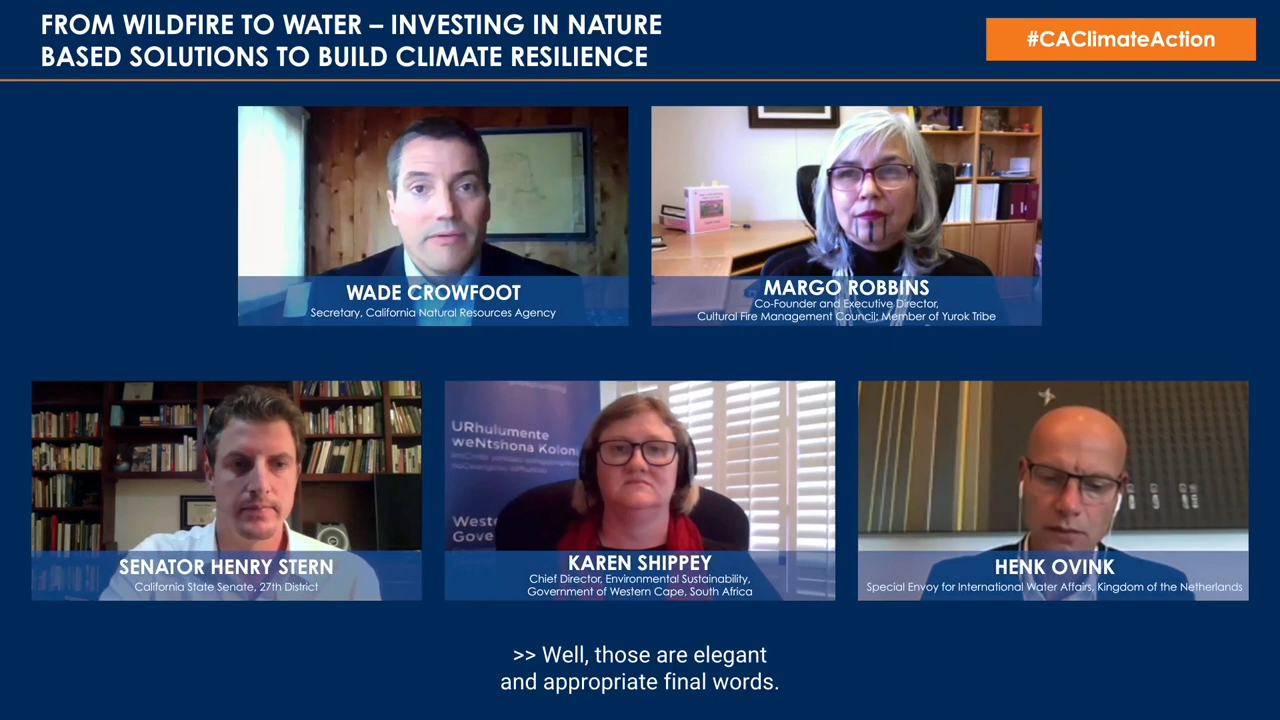 FROM WILDFIRE TO WATER – INVESTING IN NATURE
BASED SOLUTIONS TO BUILD CLIMATE RESILIENCE
#CAClimateAction
WADE CROWFOOT
Secretary, California Natural Resources Agency
MARGO ROBBINS
Co-Founder and Executive Director,
Cultural Fire Management Council; Member of Yurok Tribe
URhulumente
weNtshona Kolon
Weste
Gove
SENATOR HENRY STERN
California State Senate, 27th District
KAREN SHIPPEY
Chief Director, Environmental Sustainability,
Government of Western Cape, South Africa
HENK OVINK
Special Envoy for International Water Affairs, Kingdom of the Netherlands
>> Well, those are elegant
and appropriate final words.